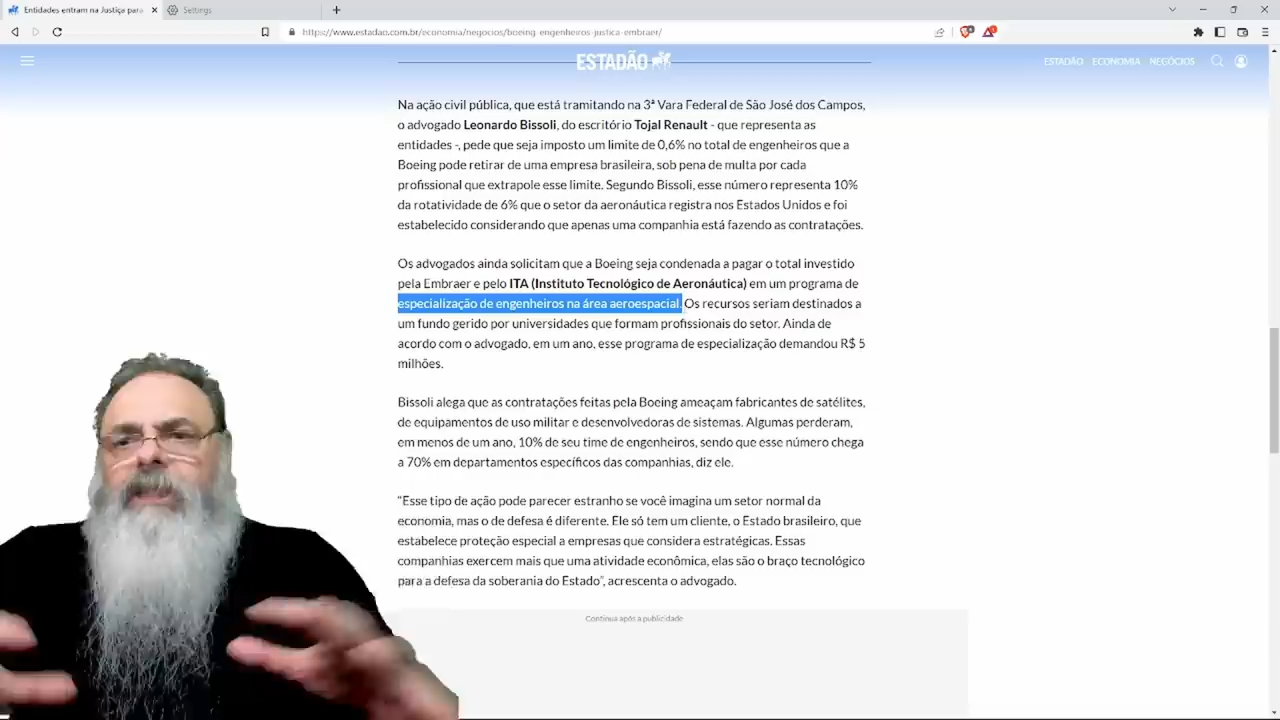 Entidades entram na Justiça para
Settings
https://www.estadao.com.br/economia/negocios/boeing-engenheiros-justica-embraer/
ESTADÃO
ESTADÃO ECONOMIA NEGÓCIOS
Na ação civil pública, que está tramitando na 3ª Vara Federal de São José dos Campos,
o advogado Leonardo Bissoli, do escritório Tojal Renault - que representa as
entidades -, pede que seja imposto um limite de 0,6% no total de engenheiros que a
Boeing pode retirar de uma empresa brasileira, sob pena de multa por cada
profissional que extrapole esse limite. Segundo Bissoli, esse número representa 10%
da rotatividade de 6% que o setor da aeronáutica registra nos Estados Unidos e foi
estabelecido considerando que apenas uma companhia está fazendo as contratações.
Os advogados ainda solicitam que a Boeing seja condenada a pagar o total investido
pela Embraer e pelo ITA (Instituto Tecnológico de Aeronáutica) em um programa de
especialização de engenheiros na área aeroespacial. Os recursos seriam destinados a
um fundo gerido por universidades que formam profissionais do setor. Ainda de
acordo com o advogado, em um ano, esse programa de especialização demandou R$ 5
milhões.
Bissoli alega que as contratações feitas pela Boeing ameaçam fabricantes de satélites,
de equipamentos de uso militar e desenvolvedoras de sistemas. Algumas perderam,
em menos de um ano, 10% de seu time de engenheiros, sendo que esse número chega
a 70% em departamentos específicos das companhias, diz ele.
“Esse tipo de ação pode parecer estranho se você imagina um setor normal da
economia, mas o de defesa é diferente. Ele só tem um cliente, o Estado brasileiro, que
estabelece proteção especial a empresas que considera estratégicas. Essas
companhias exercem mais que uma atividade econômica, elas são o braço tecnológico
para a defesa da soberania do Estado”, acrescenta o advogado.
Continua após a publicidade